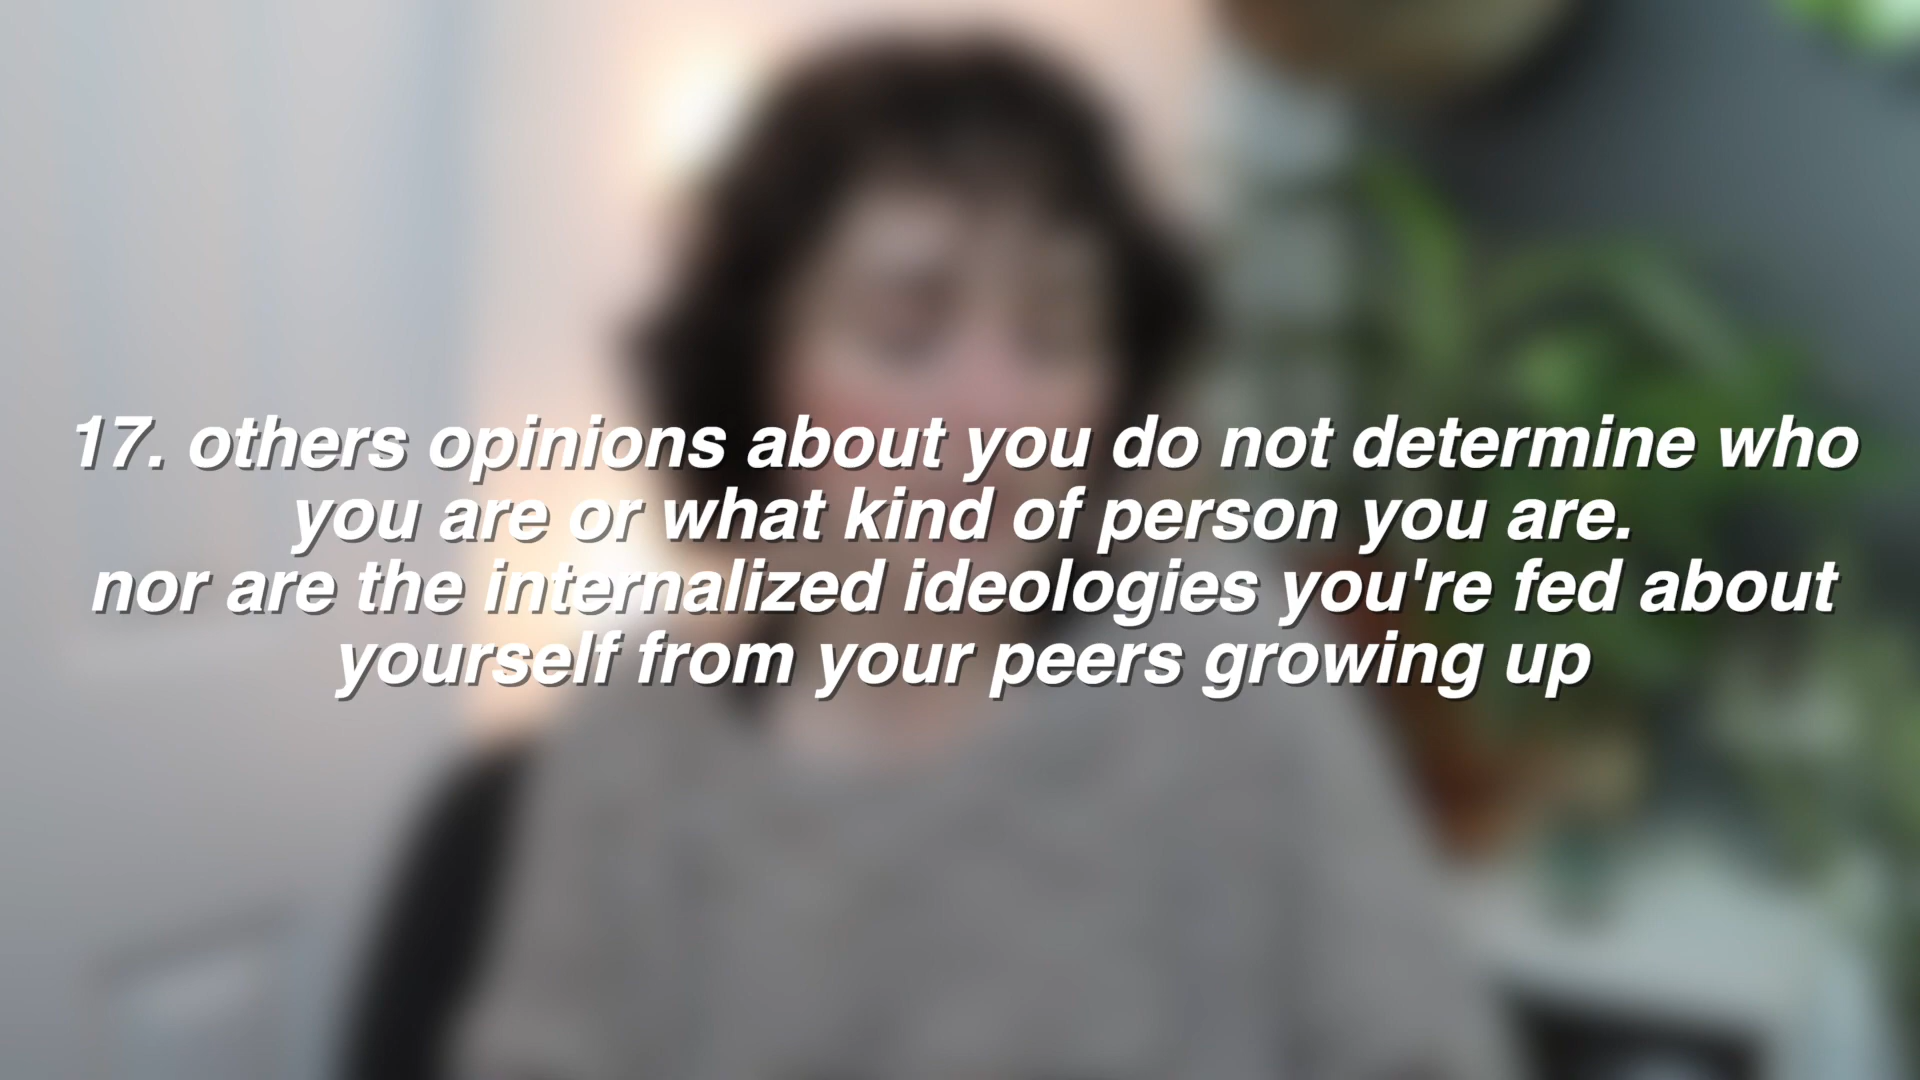 17. others opinions about you do not determine who
you are or what kind of person you are.
nor are the internalized ideologies you're fed about
yourself from your peers growing up